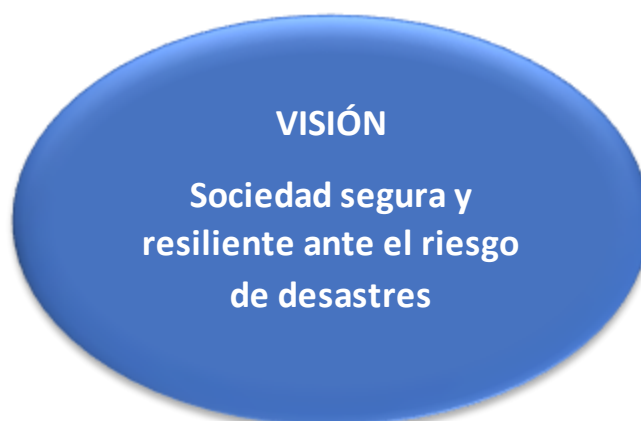 VISIÓN
Sociedad segura y
resiliente ante el riesgo
de desastres